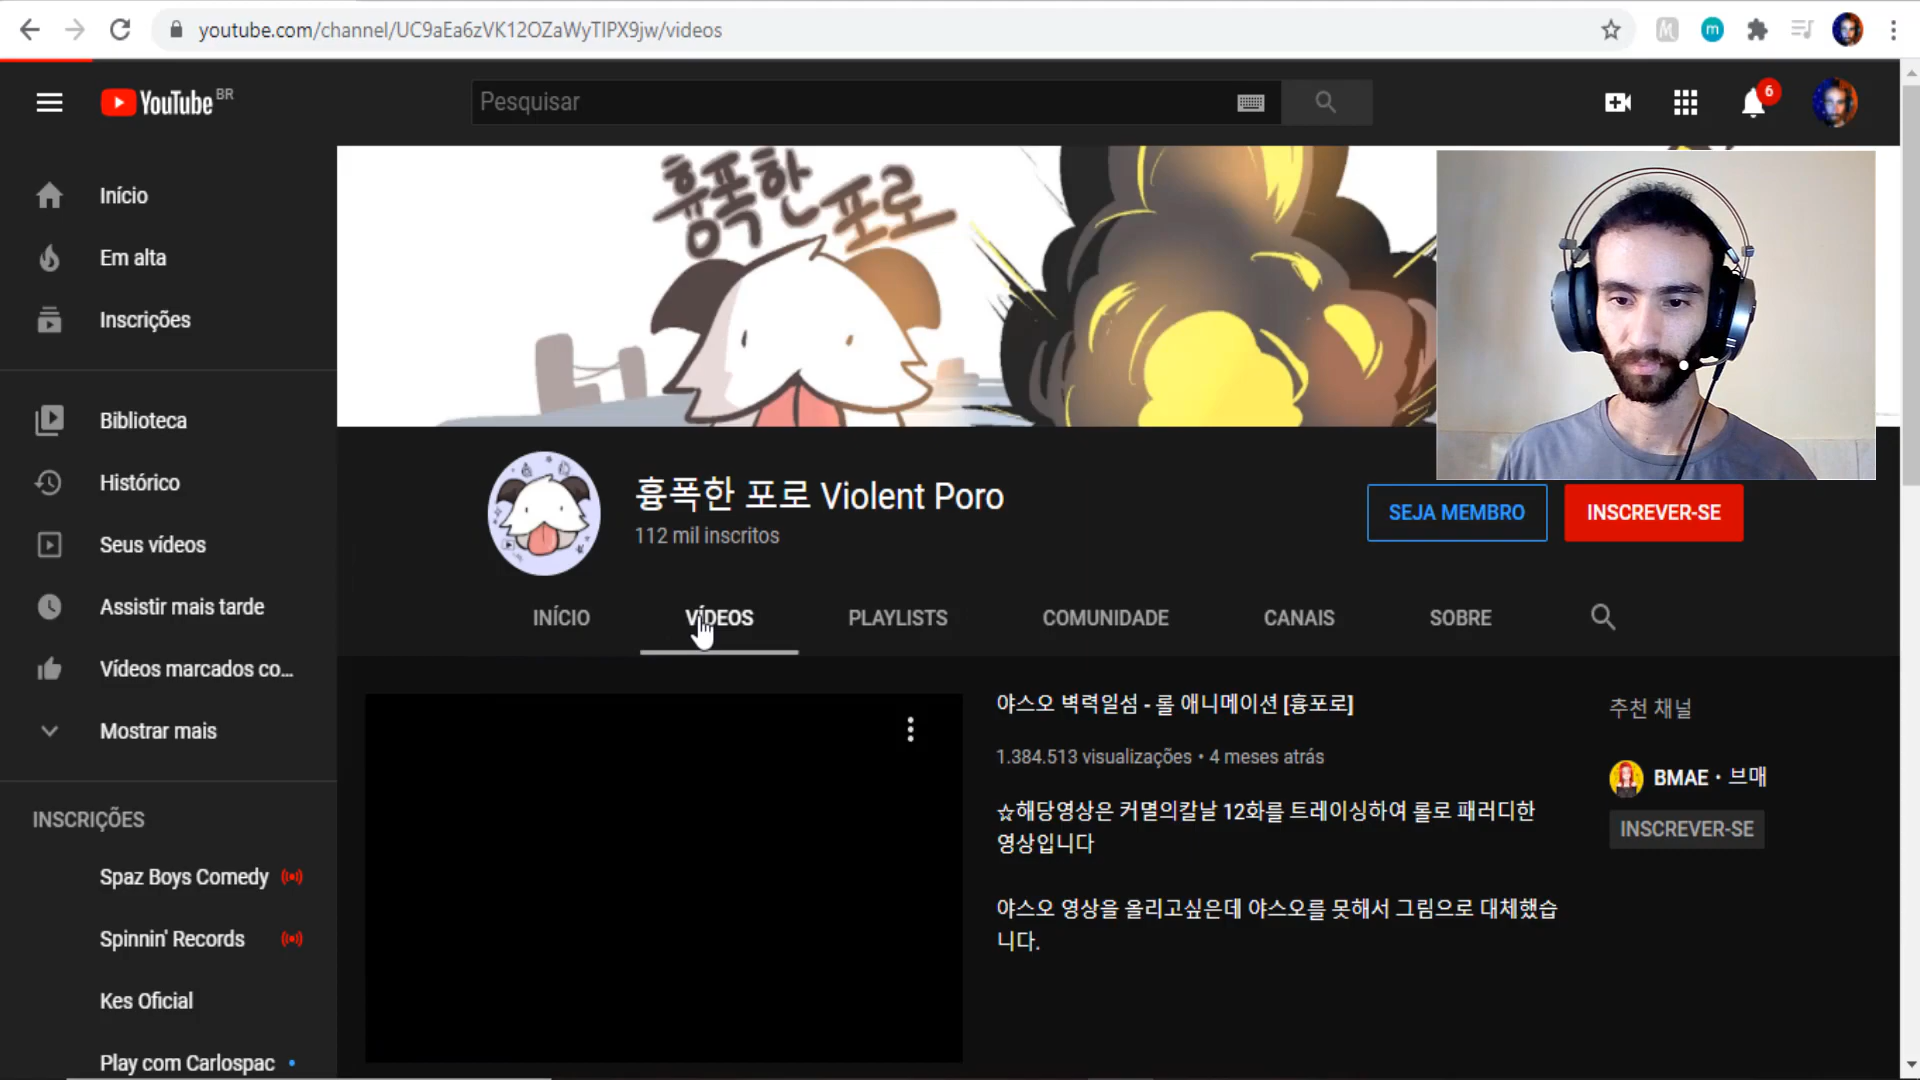 youtube.com/channel/UC9aEa6zVK12OZaWyTIPX9jw/videos
YouTube BR
Pesquisar
6
Início
Em alta
Inscrições
Biblioteca
Histórico
Seus vídeos
Assistir mais tarde
Vídeos marcados co...
Mostrar mais
INSCRIÇÕES
Spaz Boys Comedy
Spinnin' Records
Kes Oficial
Play com Carlospac
흉폭한 포로
흉폭한 포로 Violent Poro
112 mil inscritos
SEJA MEMBRO
INSCREVER-SE
INÍCIO
VÍDEOS
PLAYLISTS
COMUNIDADE
CANAIS
SOBRE
야스오 벽력일섬 - 롤 애니메이션 [흉포로]
1.384.513 visualizações • 4 meses atrás
☆해당영상은 커멸의칼날 12화를 트레이싱하여 롤로 패러디한
영상입니다
야스오 영상을 올리고싶은데 야스오를 못해서 그림으로 대체했습
니다.
추천 채널
BMAE · 브매
INSCREVER-SE